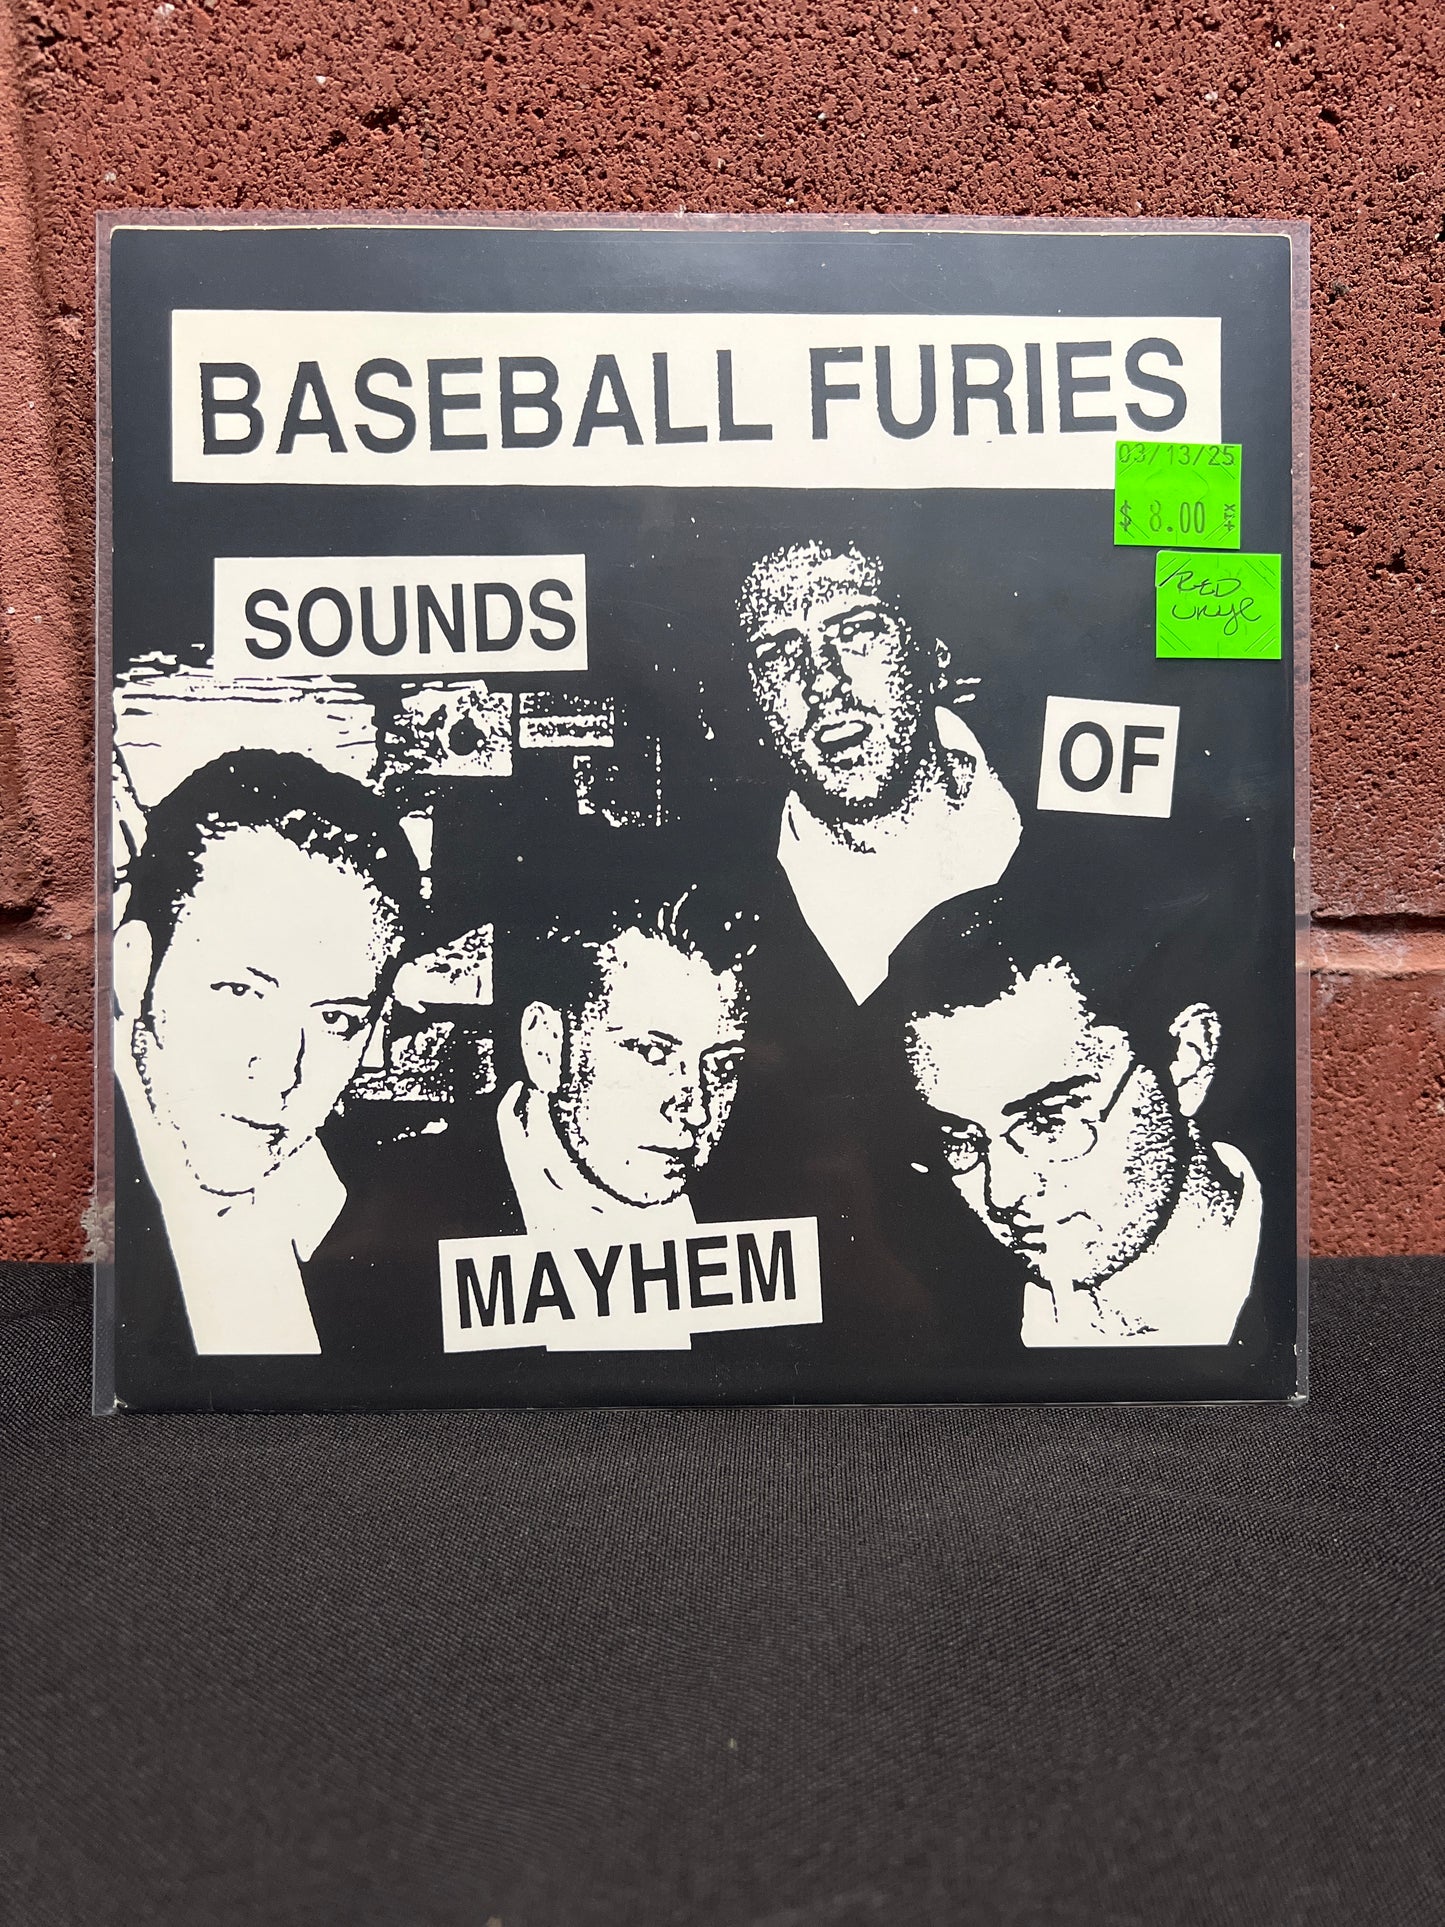 BASEBALL FURIES
03/13/25
$ 8.00
RED
vinyl
SOUNDS
OF
MAYHEM